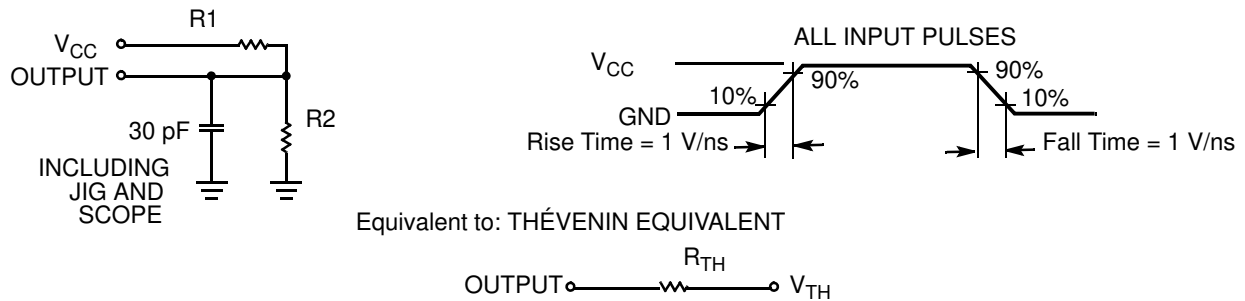 R1
VCC
OUTPUT
30 pF
R2
INCLUDING
JIG AND
SCOPE
ALL INPUT PULSES
VCC
GND
10%
90%
90%
10%
Rise Time = 1 V/ns
Fall Time = 1 V/ns
Equivalent to: THÉVENIN EQUIVALENT
RTH
OUTPUT
VTH